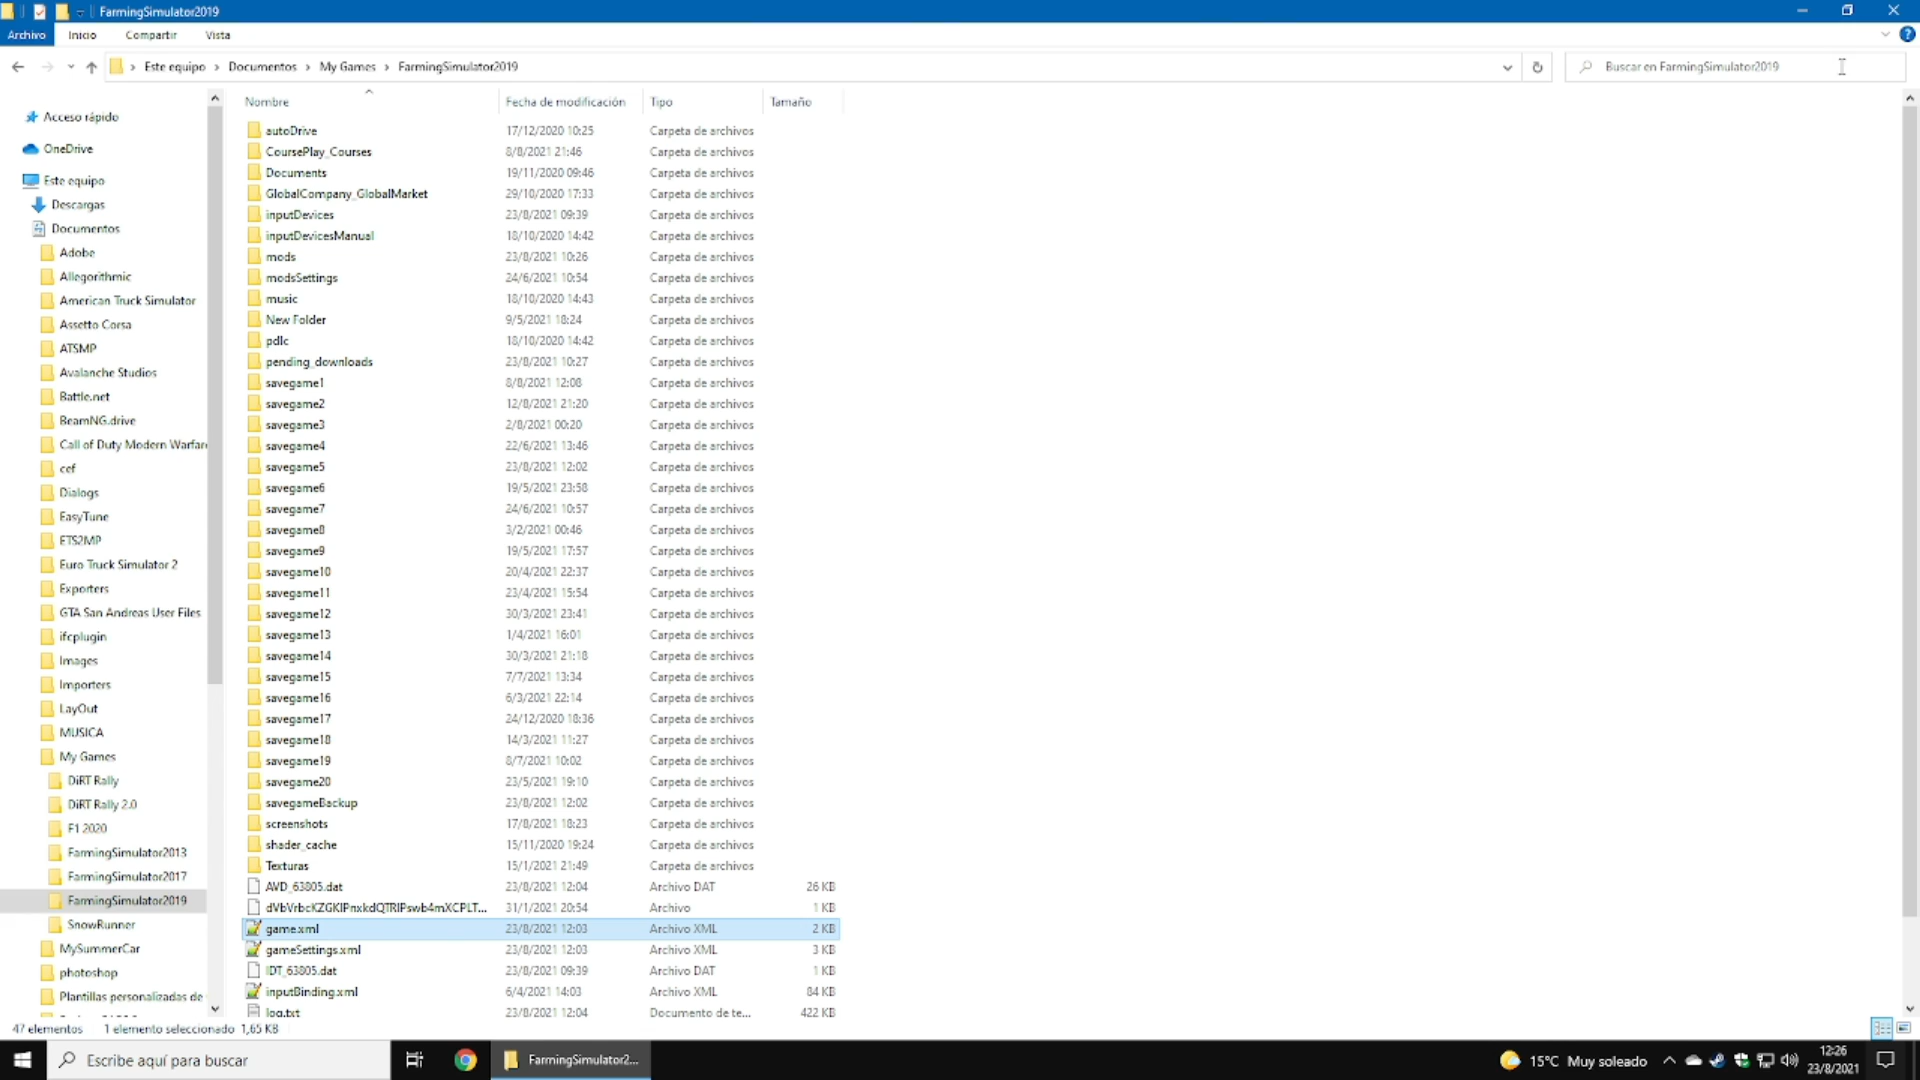 FarmingSimulator2019
Archivo Inicio Compartir Vista
Este equipo > Documentos > My Games > FarmingSimulator2019
Buscar en FarmingSimulator2019
Nombre Fecha de modificación Tipo Tamaño
Acceso rápido
OneDrive
Este equipo
Descargas
Documentos
Adobe
Allegorithmic
American Truck Simulator
Assetto Corsa
ATSMP
Avalanche Studios
Battle.net
BeamNG.drive
Call of Duty Modern Warfar
cef
Dialogs
EasyTune
ETS2MP
Euro Truck Simulator 2
Exporters
GTA San Andreas User Files
ifcplugin
Images
Importers
LayOut
MUSICA
My Games
DiRT Rally
DiRT Rally 2.0
F1 2020
FarmingSimulator2013
FarmingSimulator2017
FarmingSimulator2019
SnowRunner
MySummerCar
photoshop
Plantillas personalizadas de
autoDrive 17/12/2020 10:25 Carpeta de archivos
CoursePlay_Courses 8/8/2021 21:46 Carpeta de archivos
Documents 19/11/2020 09:46 Carpeta de archivos
GlobalCompany_GlobalMarket 29/10/2020 17:33 Carpeta de archivos
inputDevices 23/8/2021 09:39 Carpeta de archivos
inputDevicesManual 18/10/2020 14:42 Carpeta de archivos
mods 23/8/2021 10:26 Carpeta de archivos
modsSettings 24/6/2021 10:54 Carpeta de archivos
music 18/10/2020 14:43 Carpeta de archivos
New Folder 9/5/2021 18:24 Carpeta de archivos
pdlc 18/10/2020 14:42 Carpeta de archivos
pending_downloads 23/8/2021 10:27 Carpeta de archivos
savegame1 8/8/2021 12:08 Carpeta de archivos
savegame2 12/8/2021 21:20 Carpeta de archivos
savegame3 2/8/2021 00:20 Carpeta de archivos
savegame4 22/6/2021 13:46 Carpeta de archivos
savegame5 23/8/2021 12:02 Carpeta de archivos
savegame6 19/5/2021 23:58 Carpeta de archivos
savegame7 24/6/2021 10:57 Carpeta de archivos
savegame8 3/2/2021 00:46 Carpeta de archivos
savegame9 19/5/2021 17:57 Carpeta de archivos
savegame10 20/4/2021 22:37 Carpeta de archivos
savegame11 23/4/2021 15:54 Carpeta de archivos
savegame12 30/3/2021 23:41 Carpeta de archivos
savegame13 1/4/2021 16:01 Carpeta de archivos
savegame14 30/3/2021 21:18 Carpeta de archivos
savegame15 7/7/2021 13:34 Carpeta de archivos
savegame16 6/3/2021 22:14 Carpeta de archivos
savegame17 24/12/2020 18:36 Carpeta de archivos
savegame18 14/3/2021 11:27 Carpeta de archivos
savegame19 8/7/2021 10:02 Carpeta de archivos
savegame20 23/5/2021 19:10 Carpeta de archivos
savegameBackup 23/8/2021 12:02 Carpeta de archivos
screenshots 17/8/2021 18:23 Carpeta de archivos
shader_cache 15/11/2020 19:24 Carpeta de archivos
Texturas 15/1/2021 21:49 Carpeta de archivos
AVD_63805.dat 23/8/2021 12:04 Archivo DAT 26 KB
31/1/2021 20:54 Archivo 1 KB
game.xml 23/8/2021 12:03 Archivo XML 2 KB
gameSettings.xml 23/8/2021 12:03 Archivo XML 3 KB
IDT_63805.dat 23/8/2021 09:39 Archivo DAT 1 KB
inputBinding.xml 6/4/2021 14:03 Archivo XML 84 KB
log.txt 23/8/2021 12:04 Documento de te... 422 KB
47 elementos 1 elemento seleccionado 1,65 KB
Escribe aquí para buscar
FarmingSimulator2...
15°C Muy soleado
12:26
23/8/2021